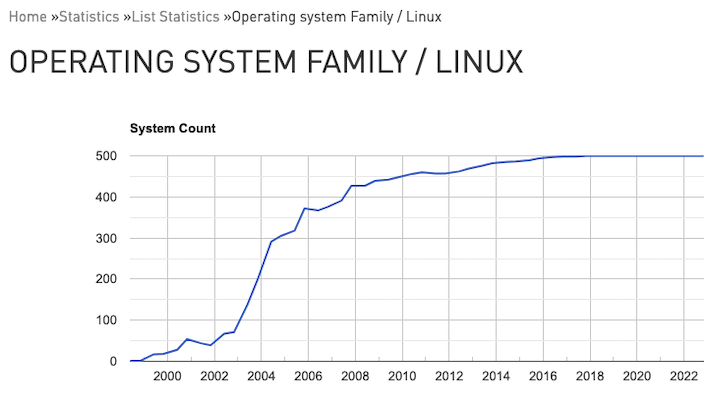 Home »Statistics »List Statistics »Operating system Family / Linux
OPERATING SYSTEM FAMILY / LINUX
System Count
500
400
300
200
100
0
2000 2002 2004 2006 2008 2010 2012 2014 2016 2018 2020 2022